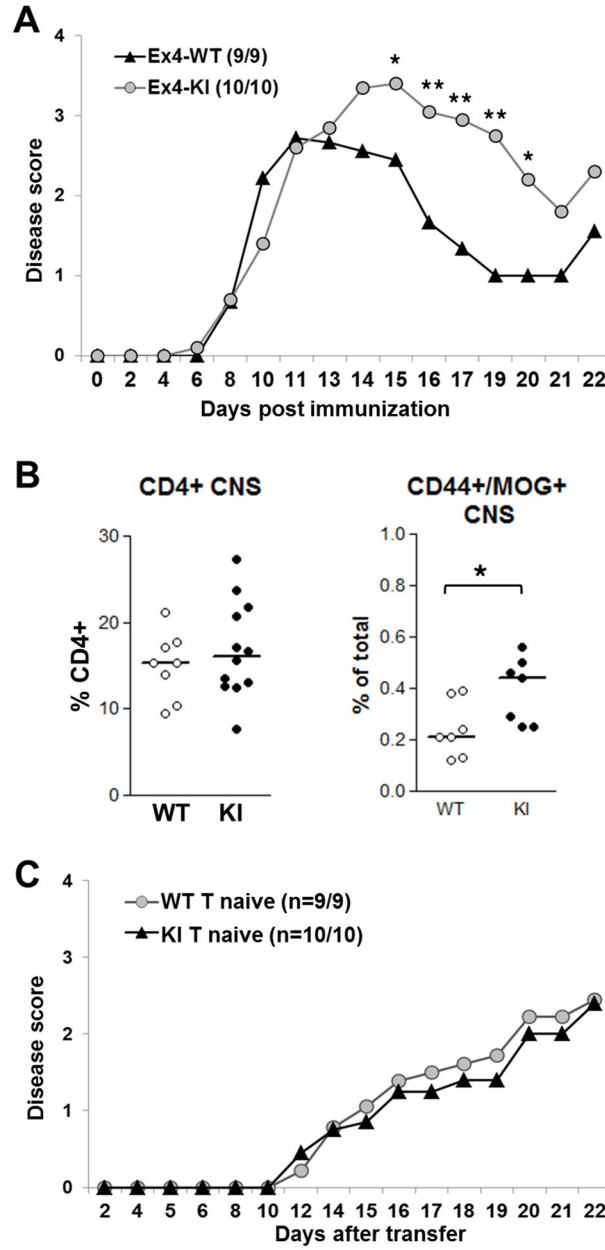 A
Ex4-WT (9/9)
Ex4-KI (10/10)
* ** ** ** *
4
3
2
1
0
Disease score
0 2 4 6 8 10 11 13 14 15 16 17 19 20 21 22
Days post immunization
B
CD4+ CNS
30
20
10
0
% CD4+
WT KI
CD44+/MOG+
CNS
*
1.0
0.8
0.6
0.4
0.2
0.0
% of total
WT KI
C
WT T naive (n=9/9)
KI T naive (n=10/10)
4
3
2
1
0
Disease score
2 4 5 6 8 10 12 14 15 16 17 18 19 20 21 22
Days after transfer